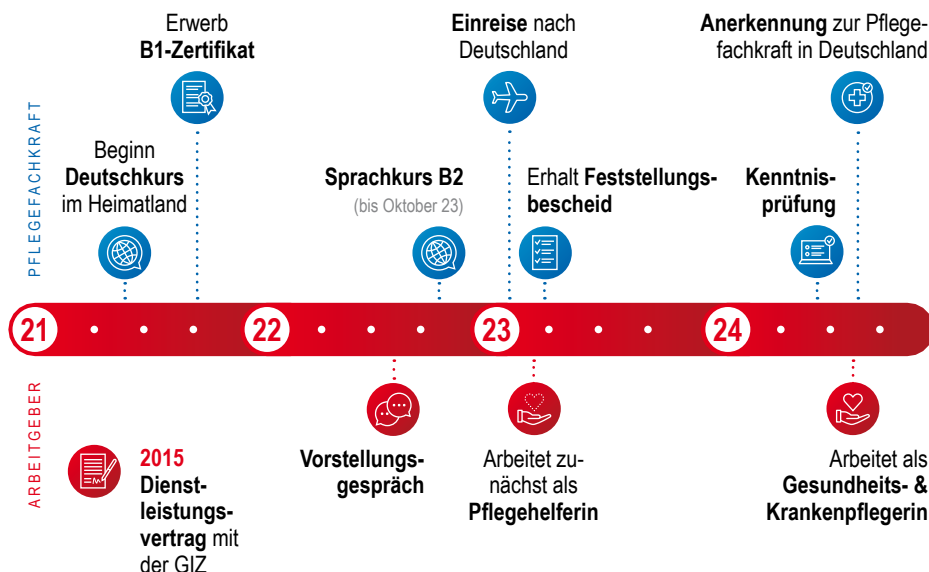 Erwerb
B1-Zertifikat
Einreise nach
Deutschland
Anerkennung zur Pflege-
fachkraft in Deutschland
PFLEGEFACHKRAFT
Beginn
Deutschkurs
im Heimatland
Sprachkurs B2
(bis Oktober 23)
Erhalt Feststellungs-
bescheid
Kenntnis-
prüfung
21 22 23 24
ARBEITGEBER
2015
Dienst-
leistungs-
vertrag mit
der GIZ
Vorstellungs-
gespräch
Arbeitet zu-
nächst als
Pflegehelferin
Arbeitet als
Gesundheits- &
Krankenpflegerin